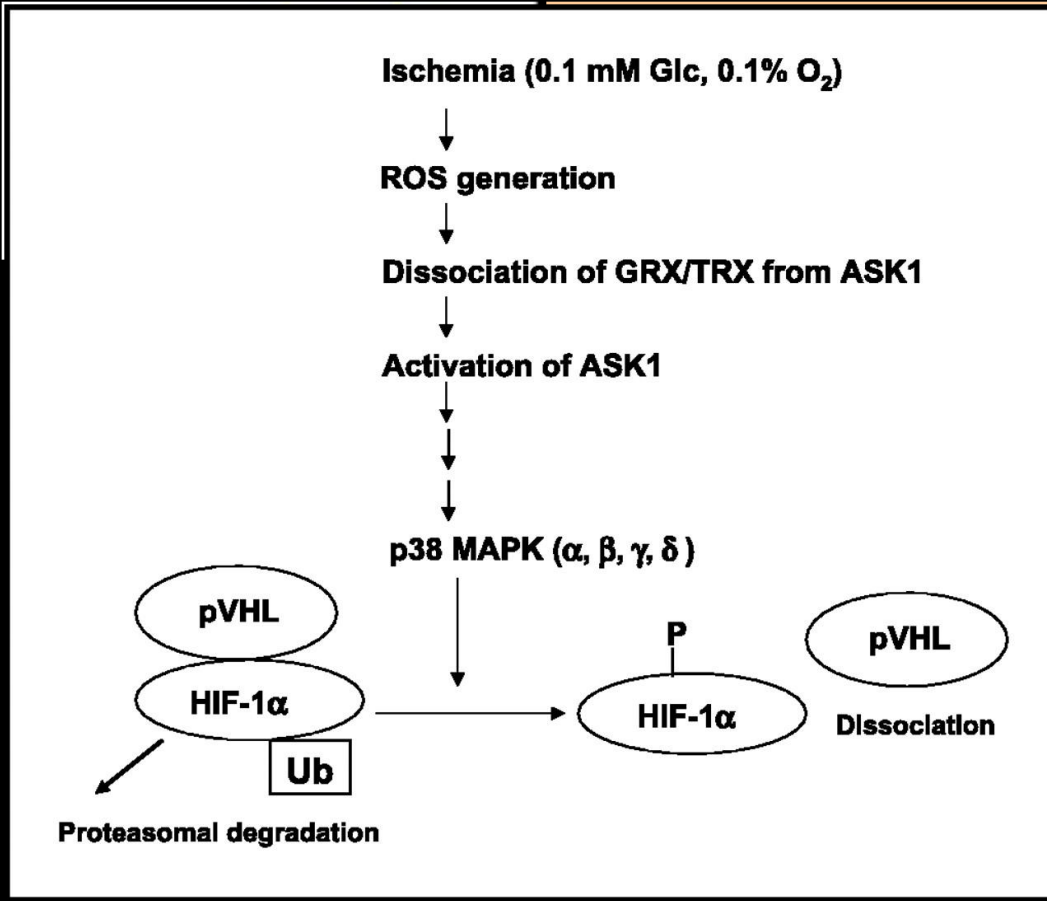 Ischemia (0.1 mM Glc, 0.1% O₂)
ROS generation
Dissociation of GRX/TRX from ASK1
Activation of ASK1
p38 MAPK (α, β, γ, δ )
pVHL
HIF-1α
Ub
Proteasomal degradation
P
HIF-1α
pVHL
Dissociation